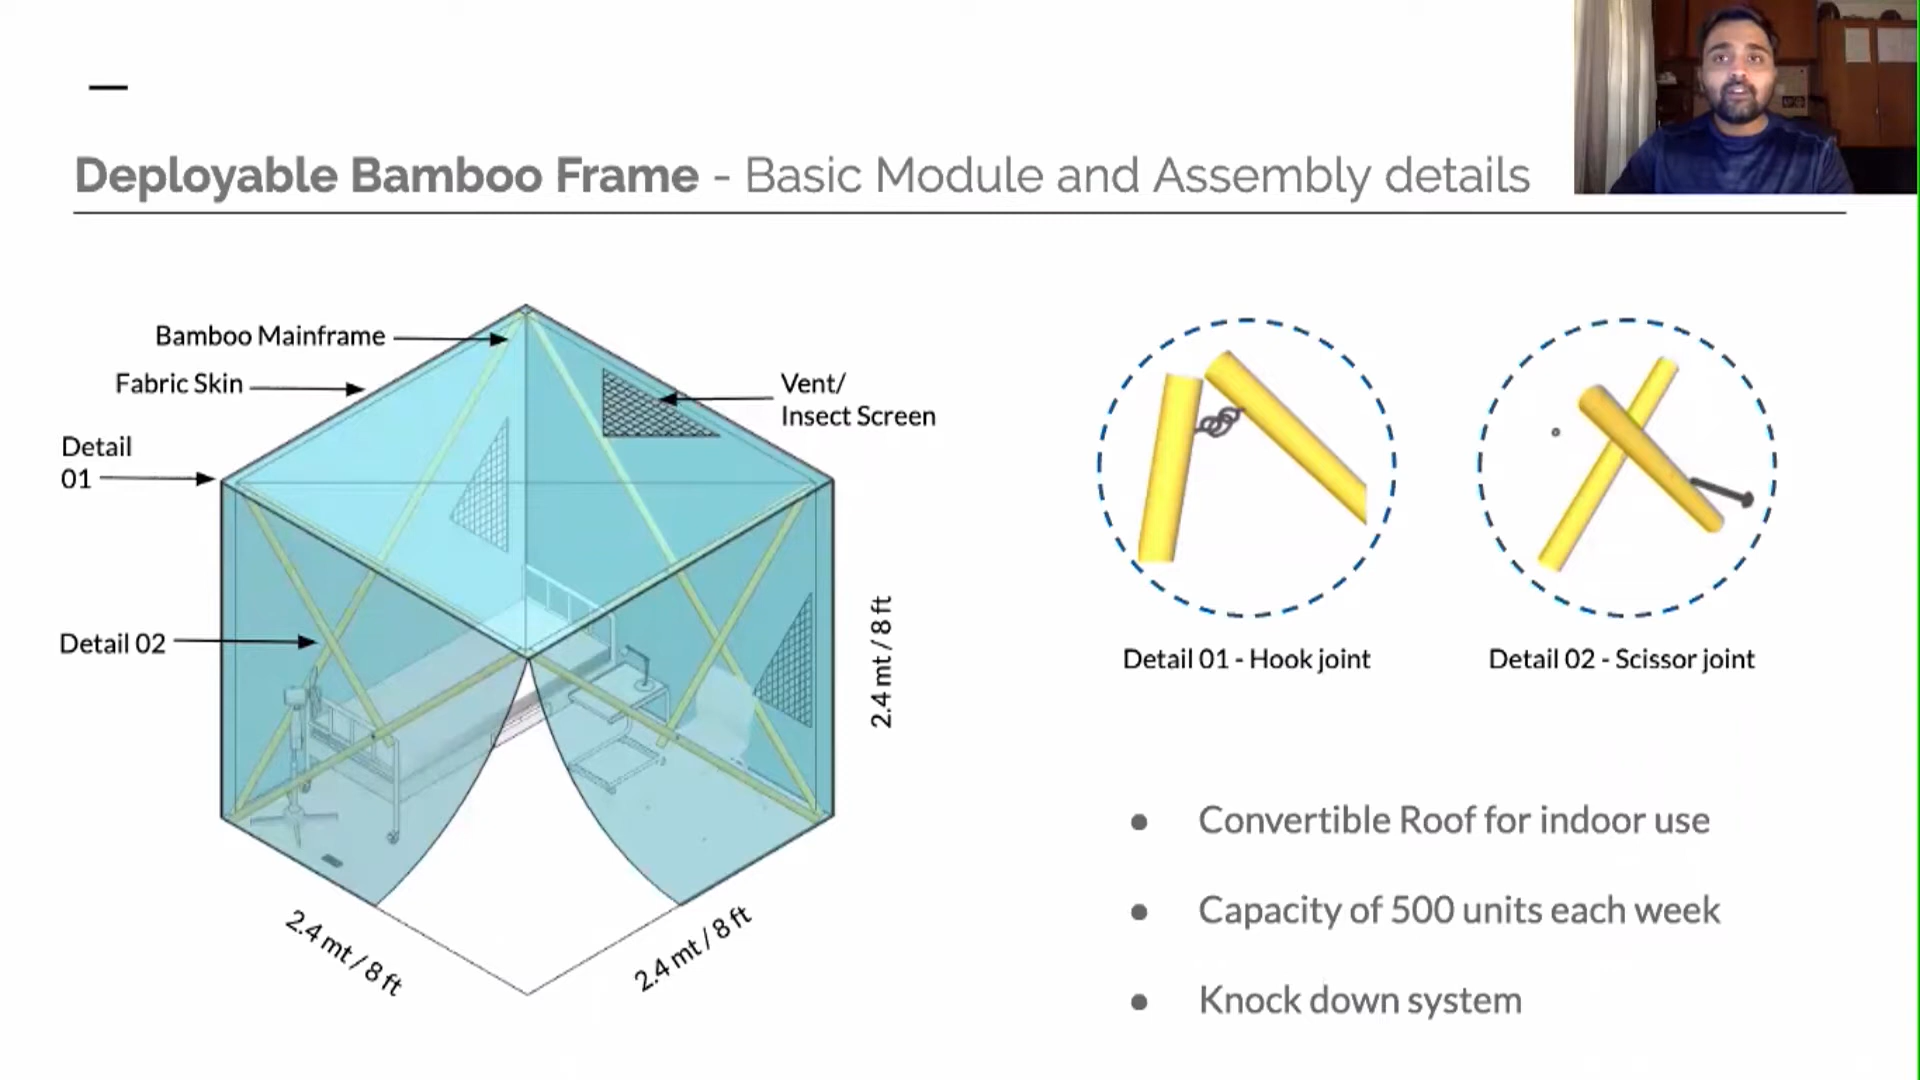 Deployable Bamboo Frame - Basic Module and Assembly details
Bamboo Mainframe
Fabric Skin
Detail
01
Detail 02
Vent/
Insect Screen
2.4 mt / 8 ft
2.4 mt / 8 ft
2.4 mt / 8 ft
Detail 01 - Hook joint
Detail 02 - Scissor joint
● Convertible Roof for indoor use
● Capacity of 500 units each week
● Knock down system